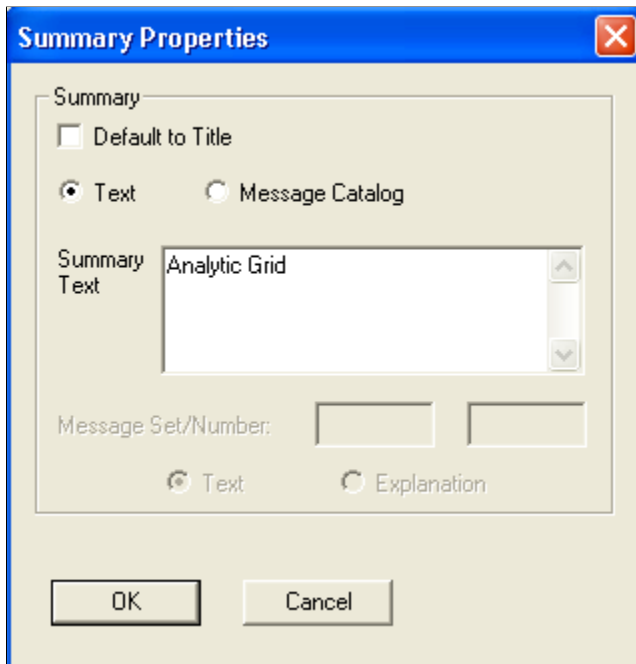 Summary Properties
Summary
Default to Title
Text Message Catalog
Summary Text
Analytic Grid
Message Set/Number:
Text Explanation
OK Cancel